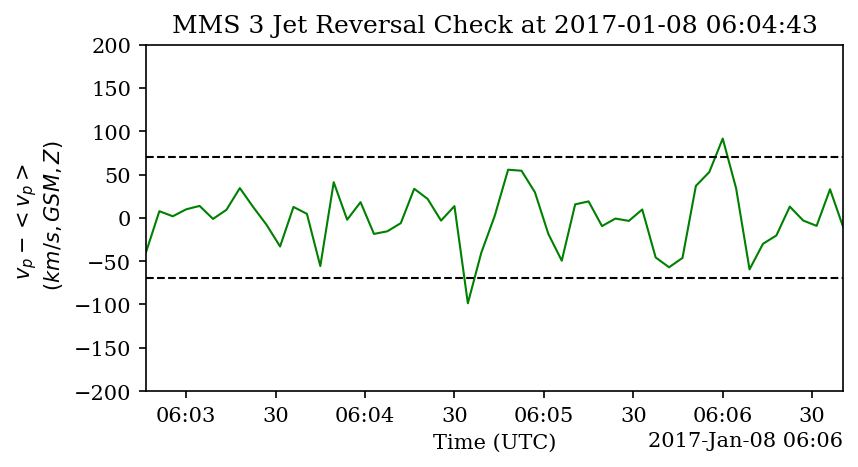 MMS 3 Jet Reversal Check at 2017-01-08 06:04:43
v_p − < v_p >
(km/s, GSM, Z)
200
150
100
50
0
−50
−100
−150
−200
06:03 30 06:04 30 06:05 30 06:06 30
Time (UTC)
2017-Jan-08 06:06